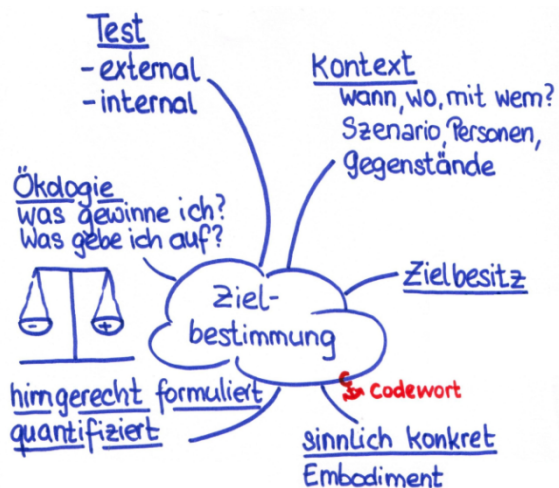 Test
- external
- internal
Kontext
wann, wo, mit wem?
Szenario, Personen,
Gegenstände
Ökologie
was gewinne ich?
Was gebe ich auf?
- +
Ziel-
bestimmung
Zielbesitz
Codewort
hirngerecht formuliert
quantifiziert
sinnlich konkret
Embodiment